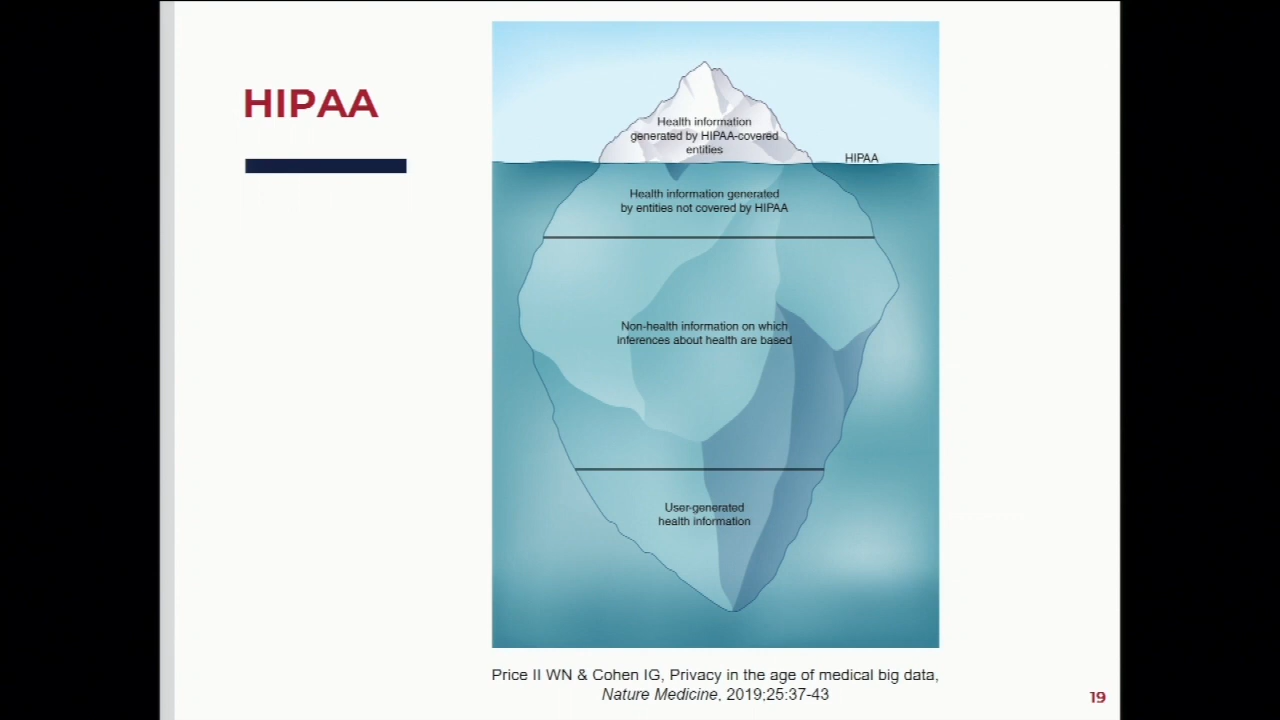 HIPAA
Health information
generated by HIPAA-covered
entities
HIPAA
Health information generated
by entities not covered by HIPAA
Non-health information on which
inferences about health are based
User-generated
health information
Price II WN & Cohen IG, Privacy in the age of medical big data,
Nature Medicine, 2019;25:37-43
19